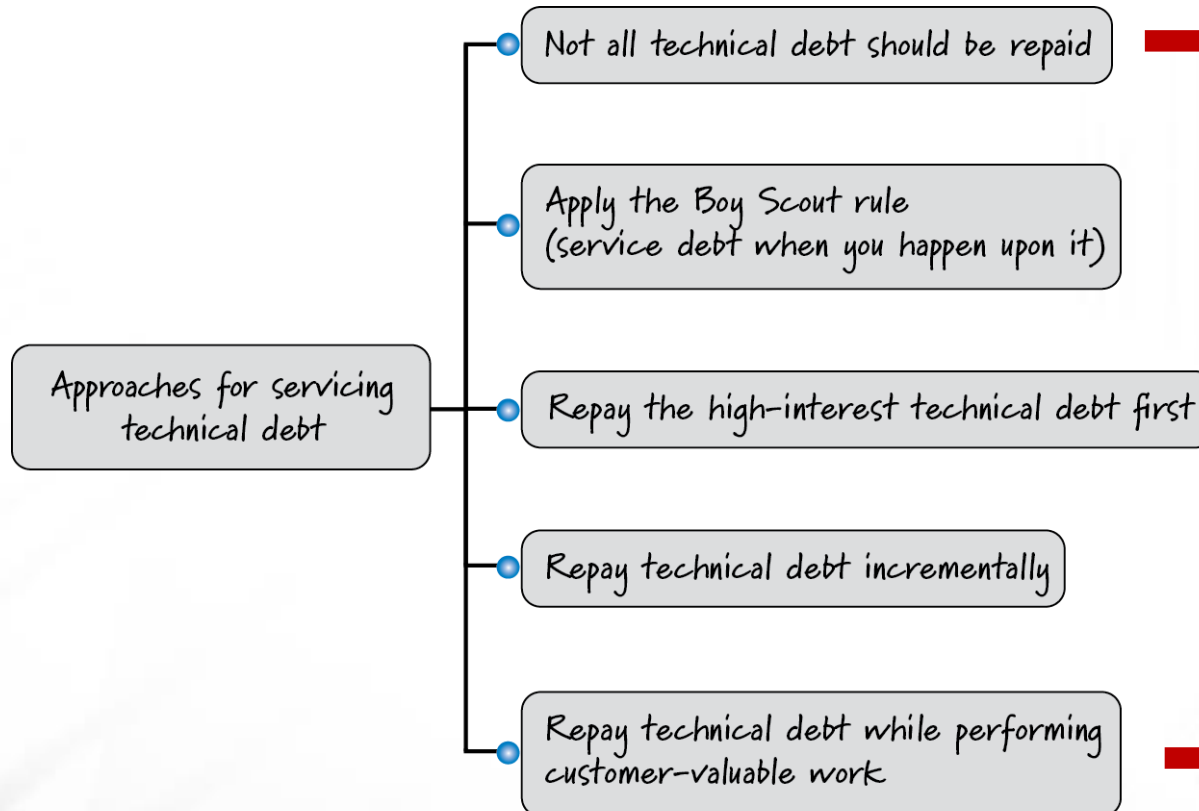 Not all technical debt should be repaid
Apply the Boy Scout rule
(service debt when you happen upon it)
Approaches for servicing
technical debt
Repay the high-interest technical debt first
Repay technical debt incrementally
Repay technical debt while performing
customer-valuable work